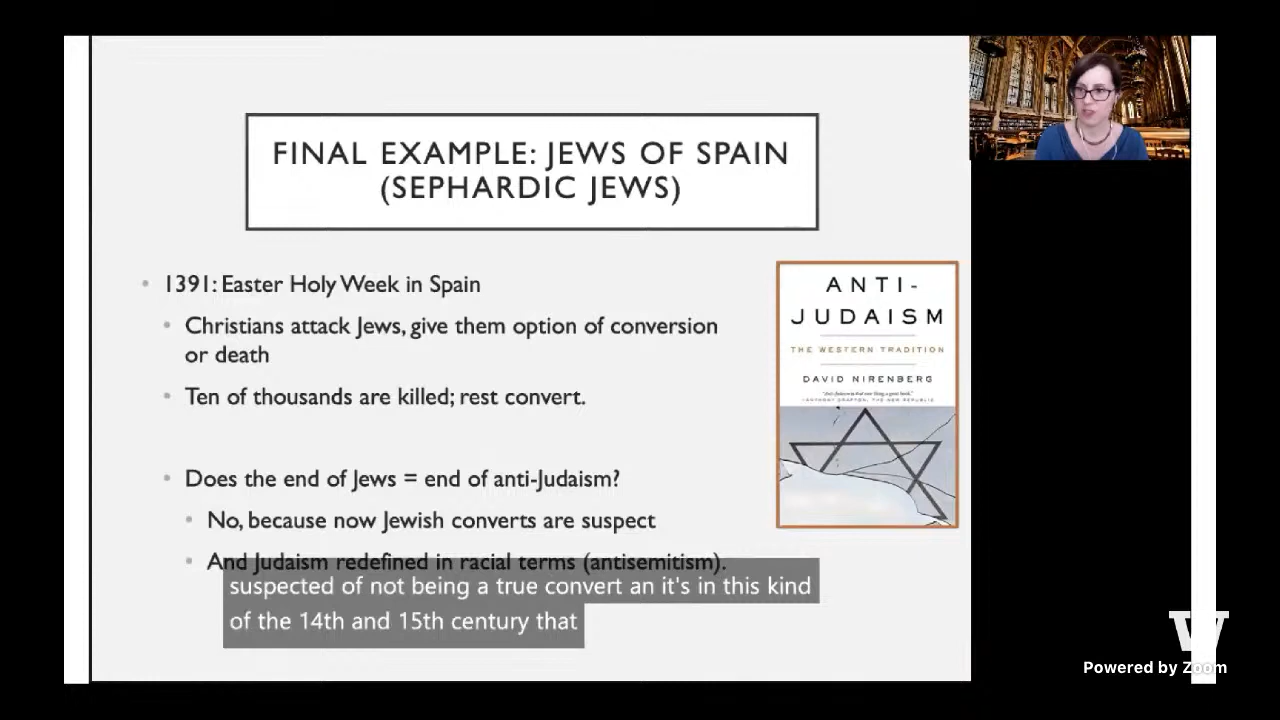 FINAL EXAMPLE: JEWS OF SPAIN
(SEPHARDIC JEWS)
• 1391: Easter Holy Week in Spain
• Christians attack Jews, give them option of conversion
or death
• Ten of thousands are killed; rest convert.
• Does the end of Jews = end of anti-Judaism?
• No, because now Jewish converts are suspect
• And Judaism redefined in racial terms (antisemitism).
suspected of not being a true convert an it's in this kind
of the 14th and 15th century that
ANTI-
JUDAISM
THE WESTERN TRADITION
DAVID NIRENBERG
W
Powered by Zoom